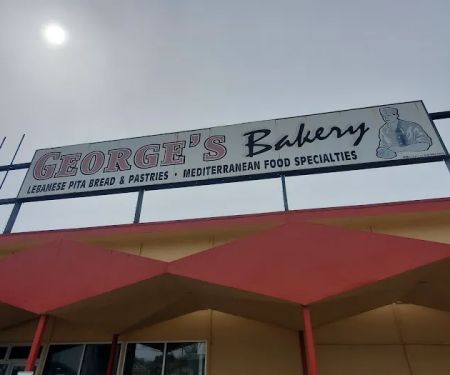 GEORGE'S Bakery
LEBANESE PITA BREAD & PASTRIES · MEDITERRANEAN FOOD SPECIALTIES